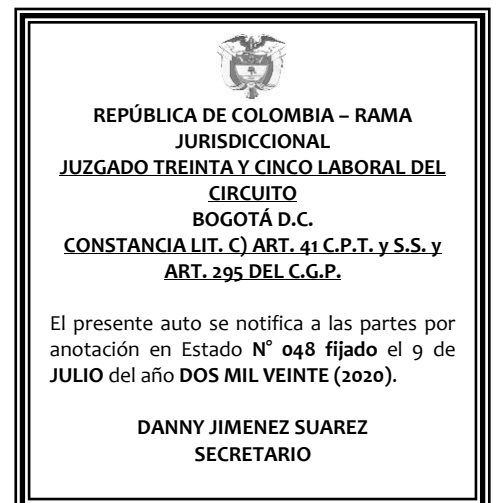 REPÚBLICA DE COLOMBIA – RAMA
JURISDICCIONAL
JUZGADO TREINTA Y CINCO LABORAL DEL
CIRCUITO
BOGOTÁ D.C.
CONSTANCIA LIT. C) ART. 41 C.P.T. y S.S. y
ART. 295 DEL C.G.P.
El presente auto se notifica a las partes por
anotación en Estado N° 048 fijado el 9 de
JULIO del año DOS MIL VEINTE (2020).
DANNY JIMENEZ SUAREZ
SECRETARIO